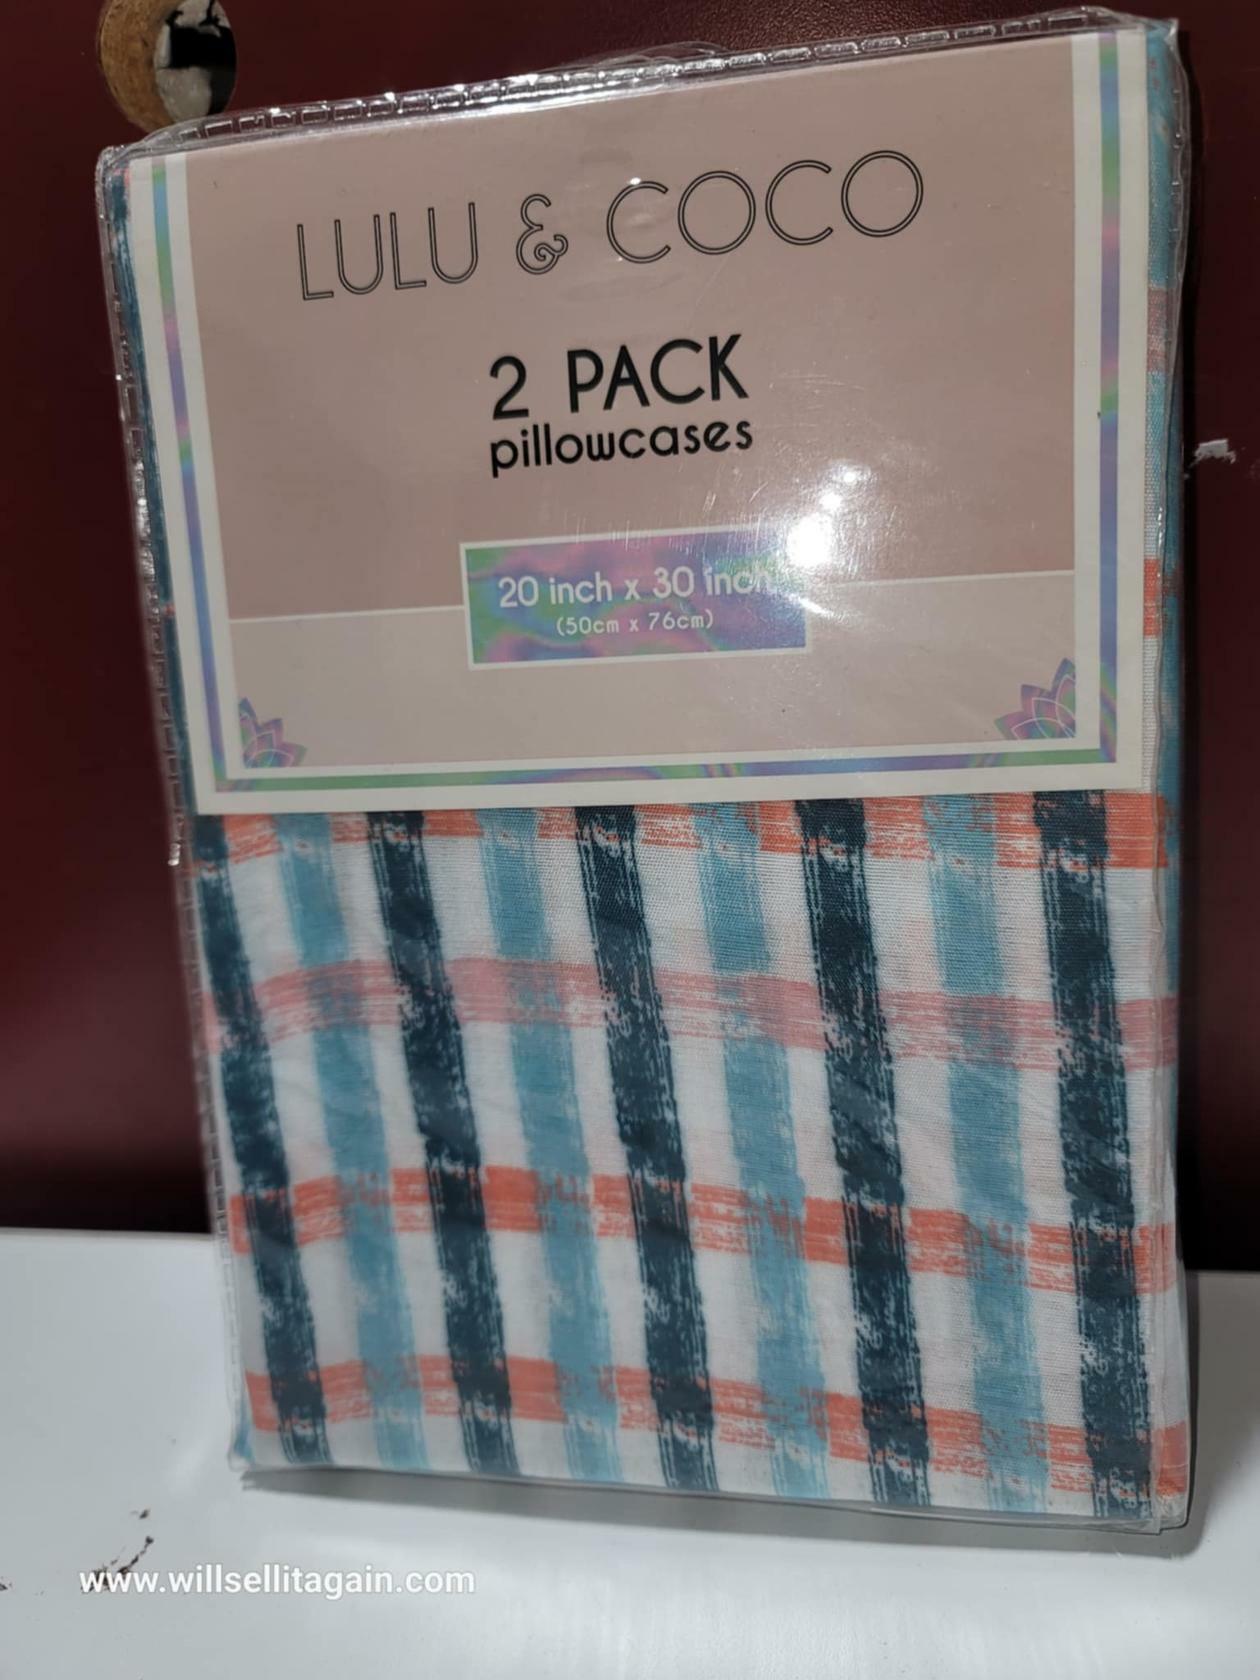 LULU & COCO
2 PACK
pillowcases
20 inch x 30 inch
(50cm x 76cm)
www.willsellitagain.com